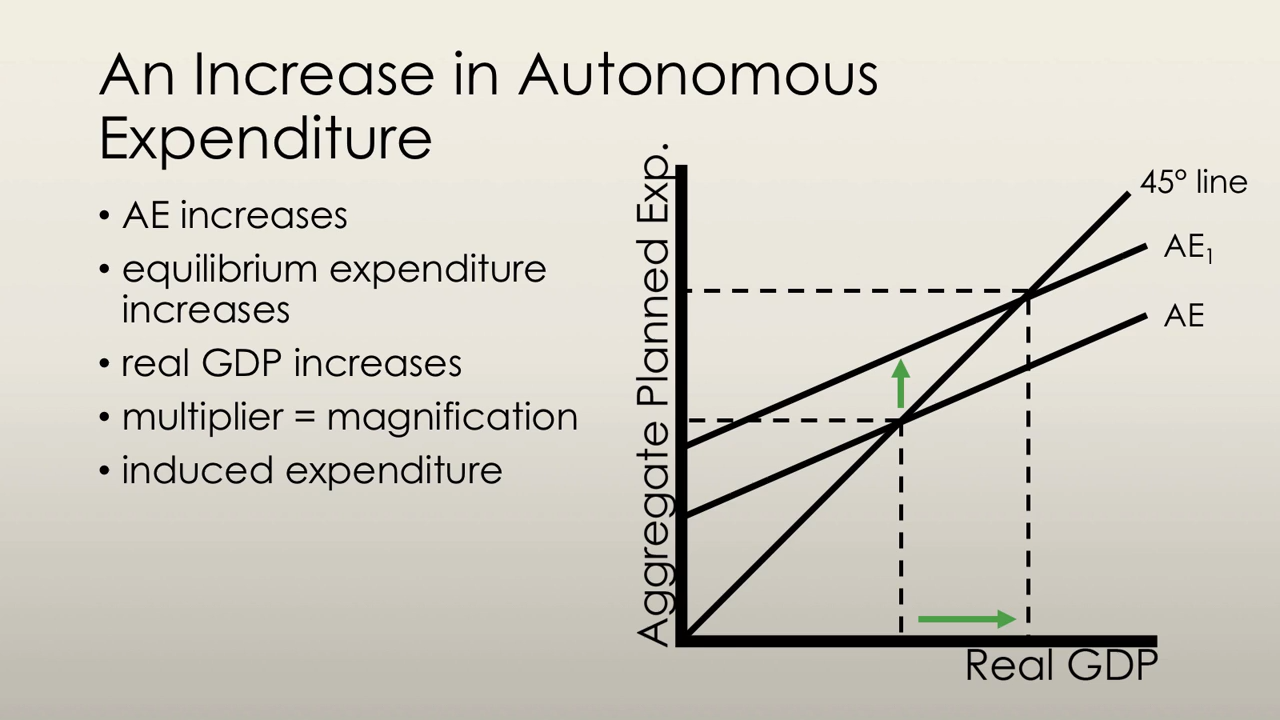 An Increase in Autonomous
Expenditure
• AE increases
• equilibrium expenditure
increases
• real GDP increases
• multiplier = magnification
• induced expenditure
Aggregate Planned Exp.
45° line
AE₁
AE
Real GDP